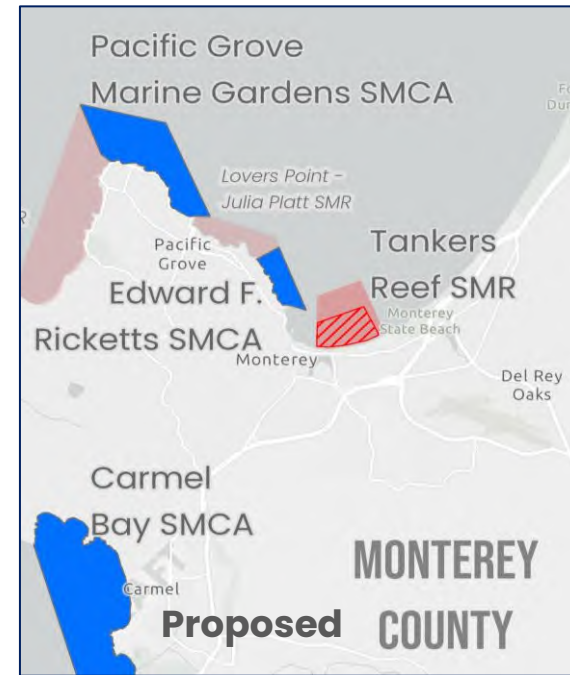 Pacific Grove
Marine Gardens SMCA
Lovers Point -
Julia Platt SMR
Pacific
Grove
Tankers
Reef SMR
Edward F.
Ricketts SMCA
Monterey
State Beach
Monterey
Del Rey
Oaks
Carmel
Bay SMCA
Carmel
MONTEREY
COUNTY
Proposed